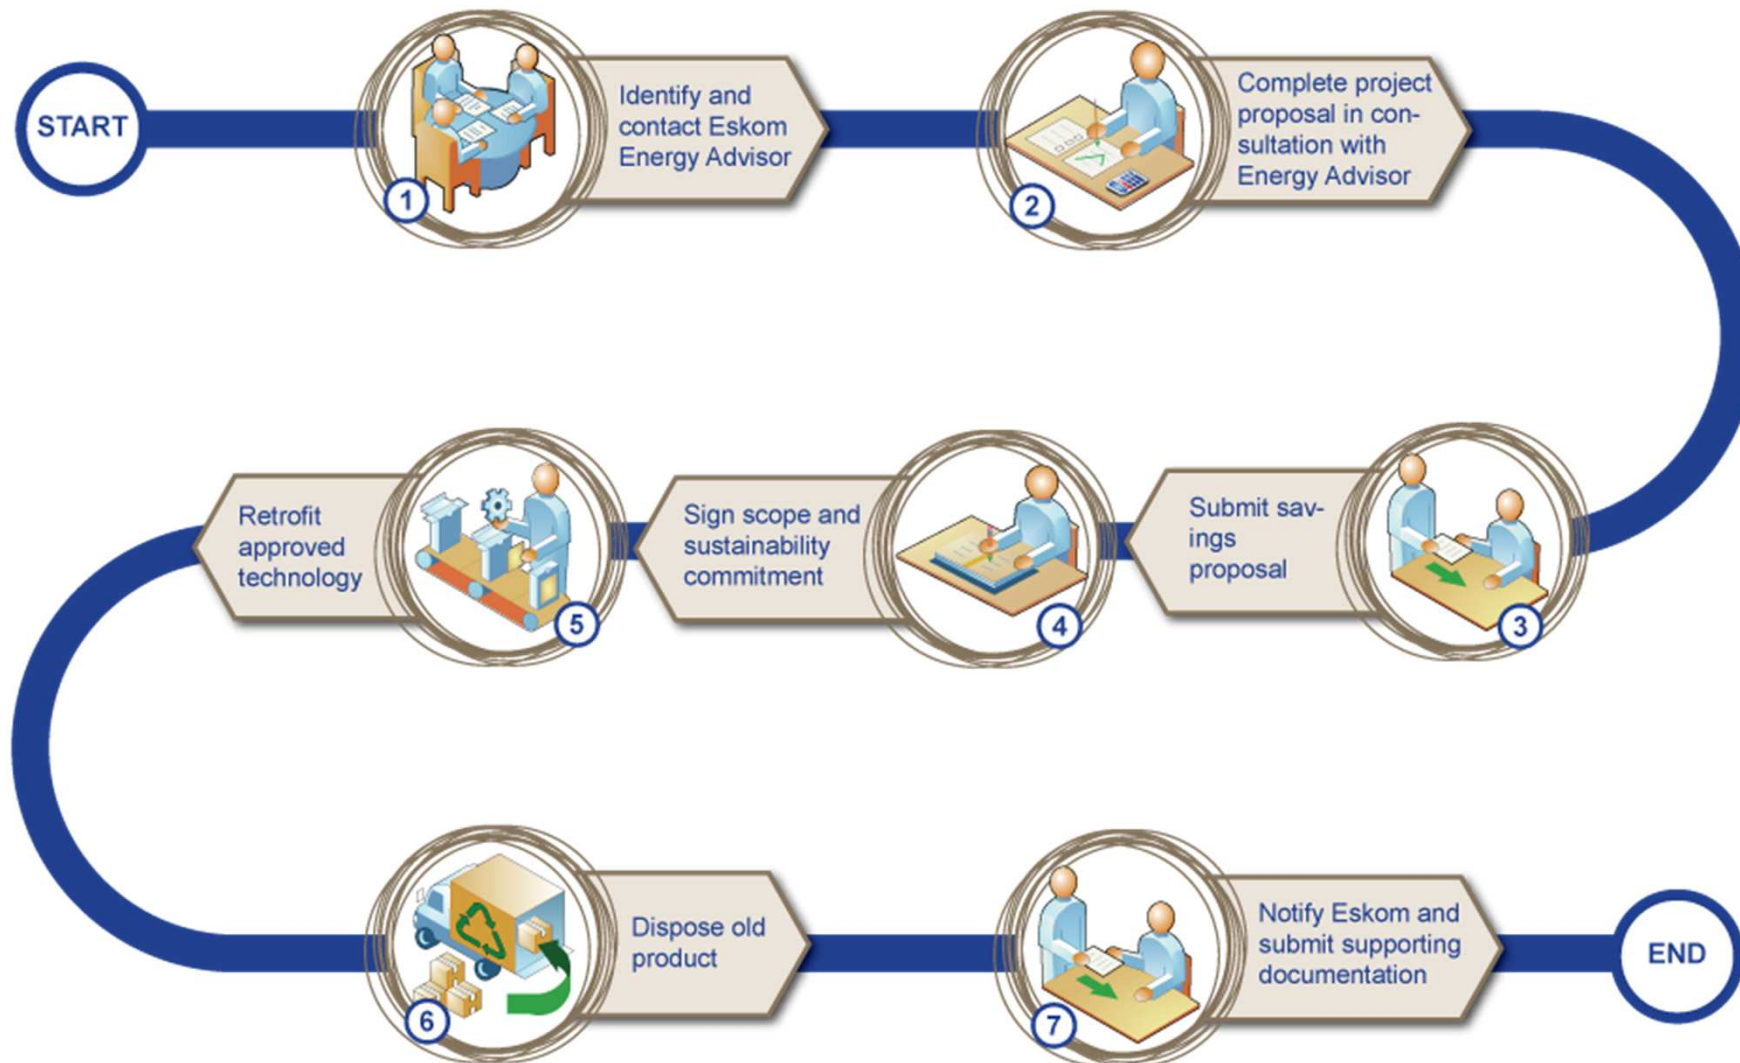 START
Identify and
contact Eskom
Energy Advisor
1
Complete project
proposal in con-
sultation with
Energy Advisor
2
Submit sav-
ings
proposal
3
Sign scope and
sustainability
commitment
4
Retrofit
approved
technology
5
Dispose old
product
6
Notify Eskom and
submit supporting
documentation
7
END